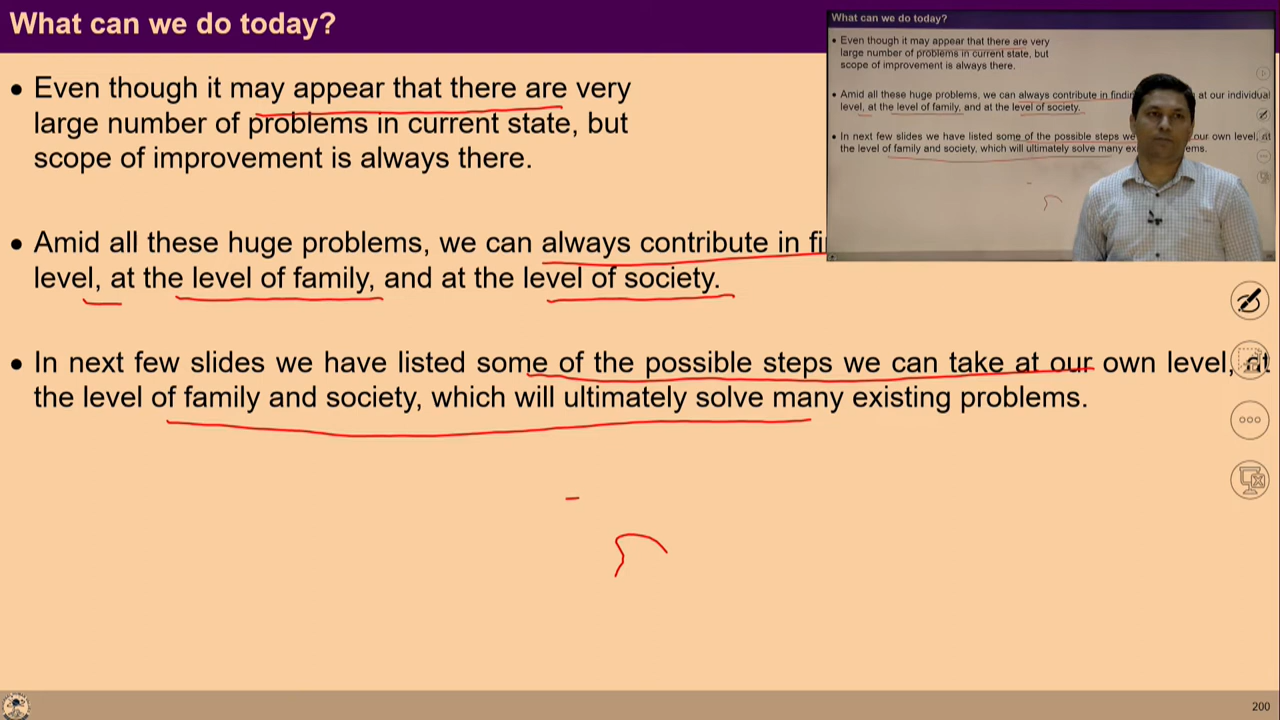 What can we do today?
• Even though it may appear that there are very
large number of problems in current state, but
scope of improvement is always there.
• Amid all these huge problems, we can always contribute in fi
level, at the level of family, and at the level of society.
• In next few slides we have listed some of the possible steps we can take at our own level, at
the level of family and society, which will ultimately solve many existing problems.
200
What can we do today?
• Even though it may appear that there are very
large number of problems in current state, but
scope of improvement is always there.
• Amid all these huge problems, we can always contribute in findin at our individual
level, at the level of family, and at the level of society.
• In next few slides we have listed some of the possible steps we our own level, at
the level of family and society, which will ultimately solve many ex ems.